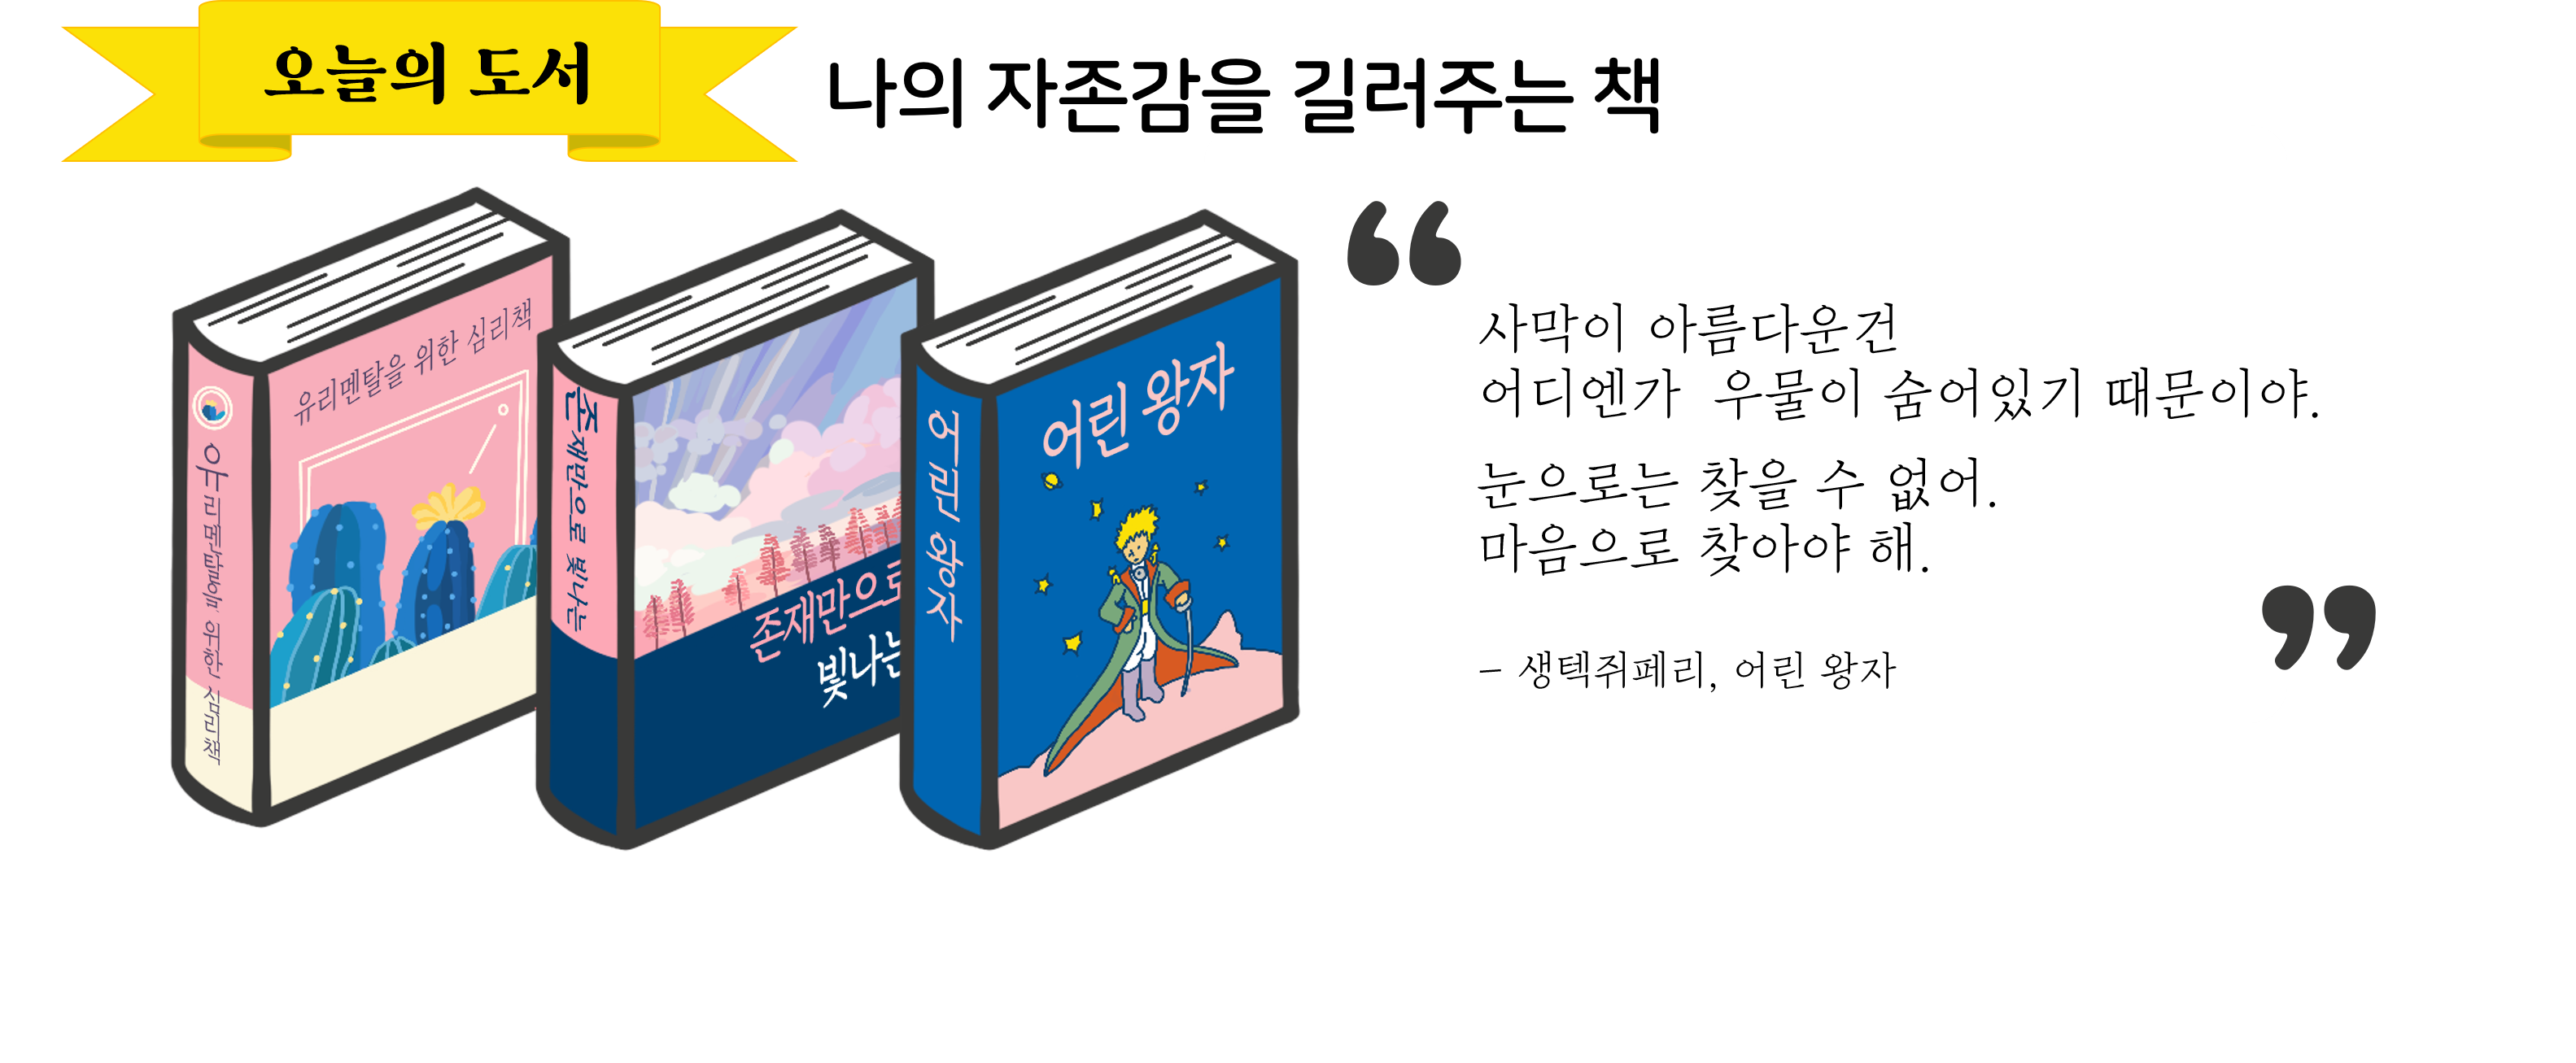 오늘의 도서
나의 자존감을 길러주는 책
유리멘탈을 위한 심리책
유리멘탈을 위한 심리책
존재만으로 빛나는
존재만으로
빛나는
어린 왕자
어린 왕자
사막이 아름다운건
어디엔가 우물이 숨어있기 때문이야.
눈으로는 찾을 수 없어.
마음으로 찾아야 해.
– 생텍쥐페리, 어린 왕자